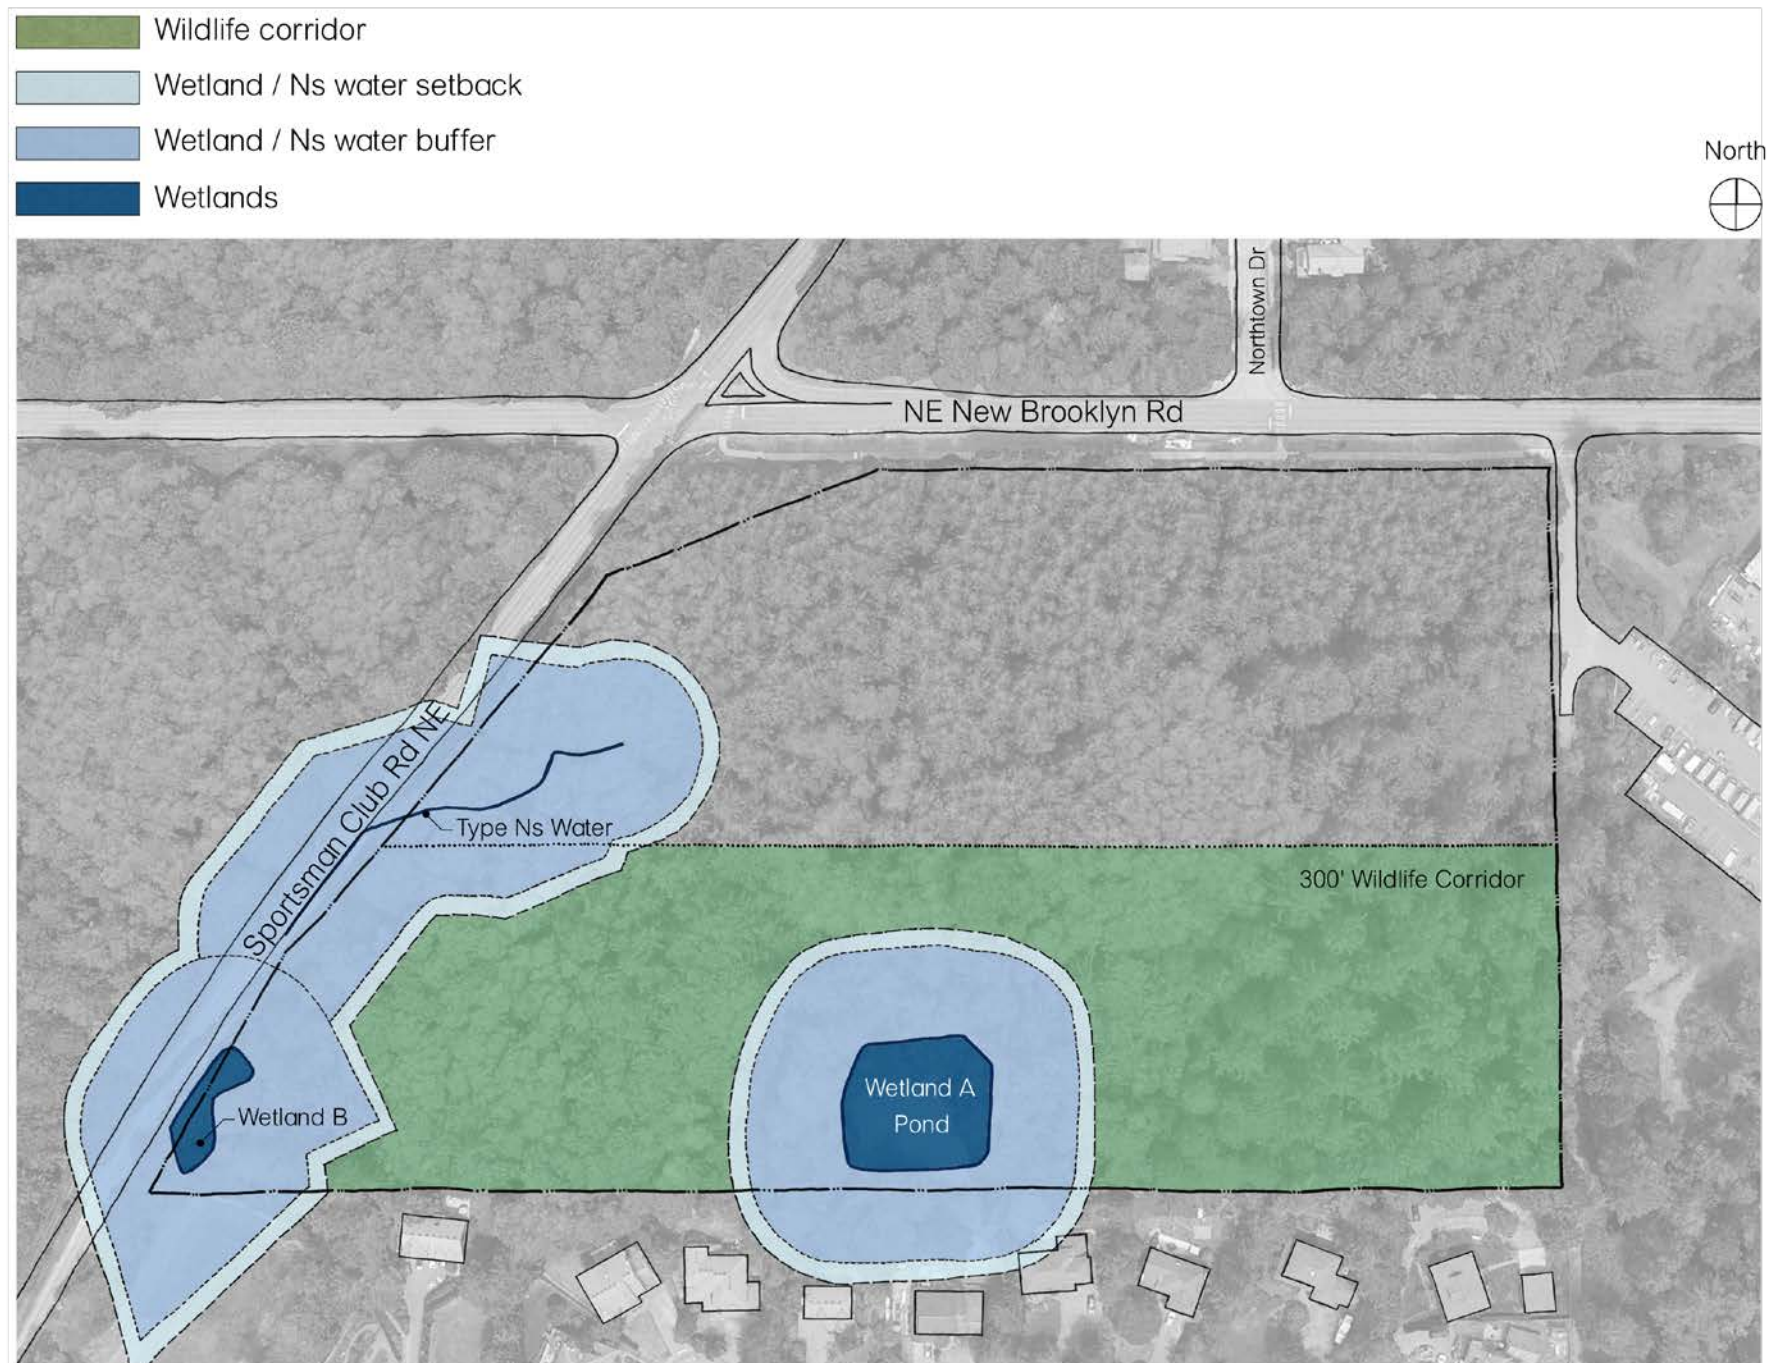 Wildlife corridor
Wetland / Ns water setback
Wetland / Ns water buffer
Wetlands
North
Northtown Dr
NE New Brooklyn Rd
Sportsman Club Rd NE
Type Ns Water
300' Wildlife Corridor
Wetland A
Pond
Wetland B